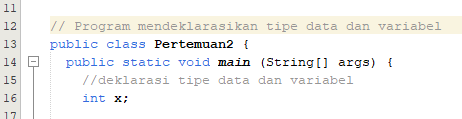 11
12 // Program mendeklarasikan tipe data dan variabel
13 public class Pertemuan2 {
14 public static void main (String[] args) {
15 //deklarasi tipe data dan variabel
16 int x;
17